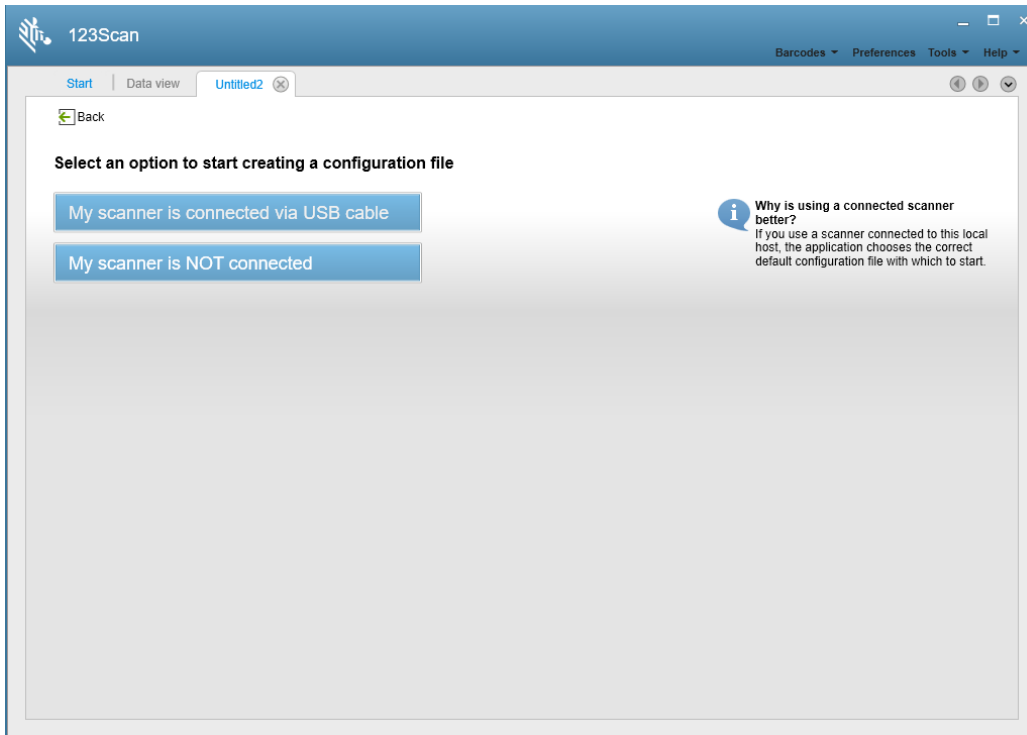 123Scan
Barcodes Preferences Tools Help
Start Data view Untitled2
Back
Select an option to start creating a configuration file
My scanner is connected via USB cable
My scanner is NOT connected
Why is using a connected scanner
better?
If you use a scanner connected to this local
host, the application chooses the correct
default configuration file with which to start.